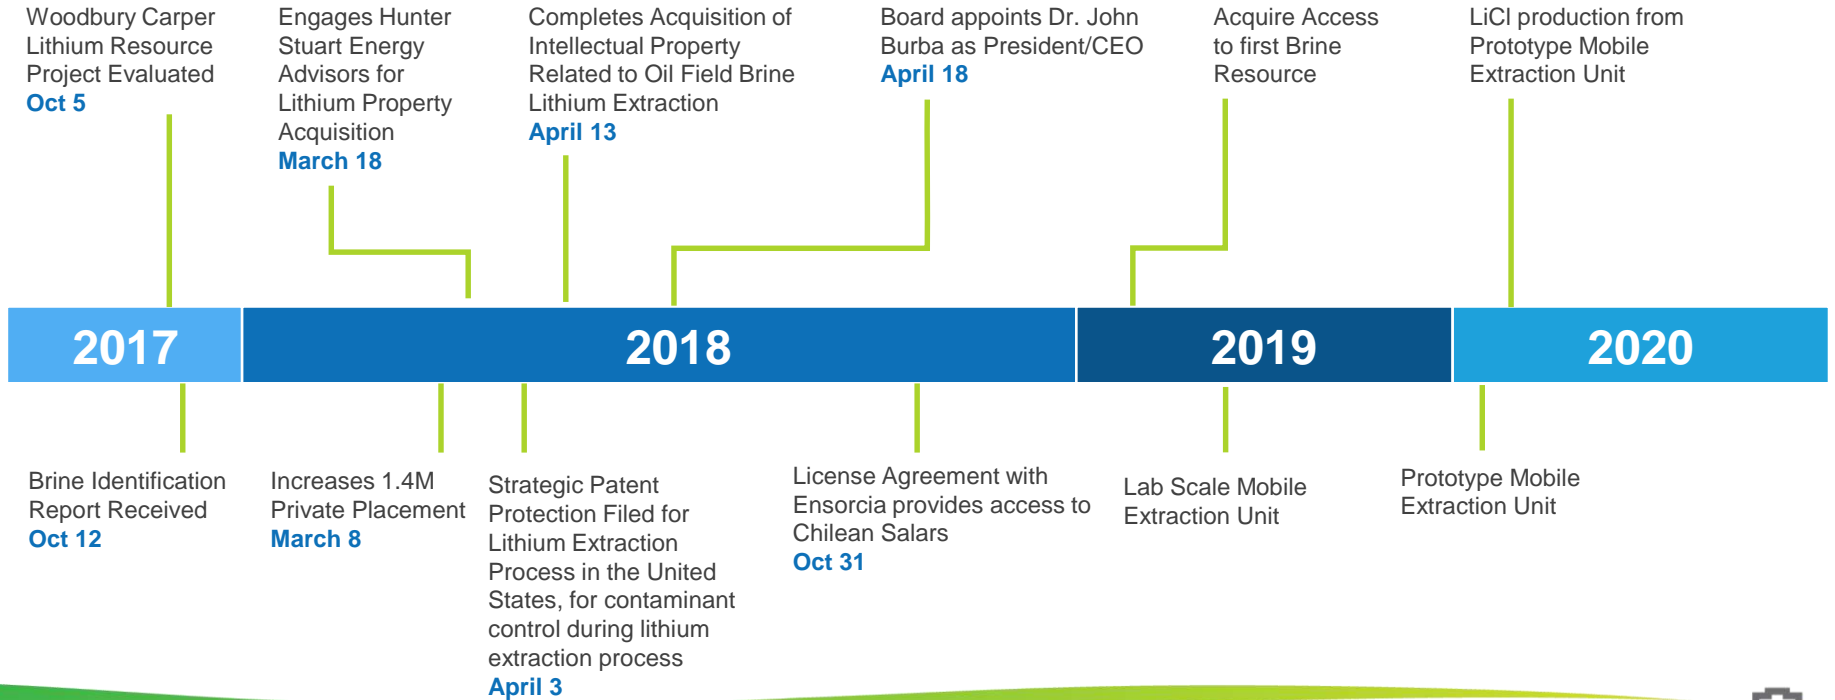 Woodbury Carper
Lithium Resource
Project Evaluated
Oct 5
Engages Hunter
Stuart Energy
Advisors for
Lithium Property
Acquisition
March 18
Completes Acquisition of
Intellectual Property
Related to Oil Field Brine
Lithium Extraction
April 13
Board appoints Dr. John
Burba as President/CEO
April 18
Acquire Access
to first Brine
Resource
LiCl production from
Prototype Mobile
Extraction Unit
2017
2018
2019
2020
Brine Identification
Report Received
Oct 12
Increases 1.4M
Private Placement
March 8
Strategic Patent
Protection Filed for
Lithium Extraction
Process in the United
States, for contaminant
control during lithium
extraction process
April 3
License Agreement with
Ensorcia provides access to
Chilean Salars
Oct 31
Lab Scale Mobile
Extraction Unit
Prototype Mobile
Extraction Unit